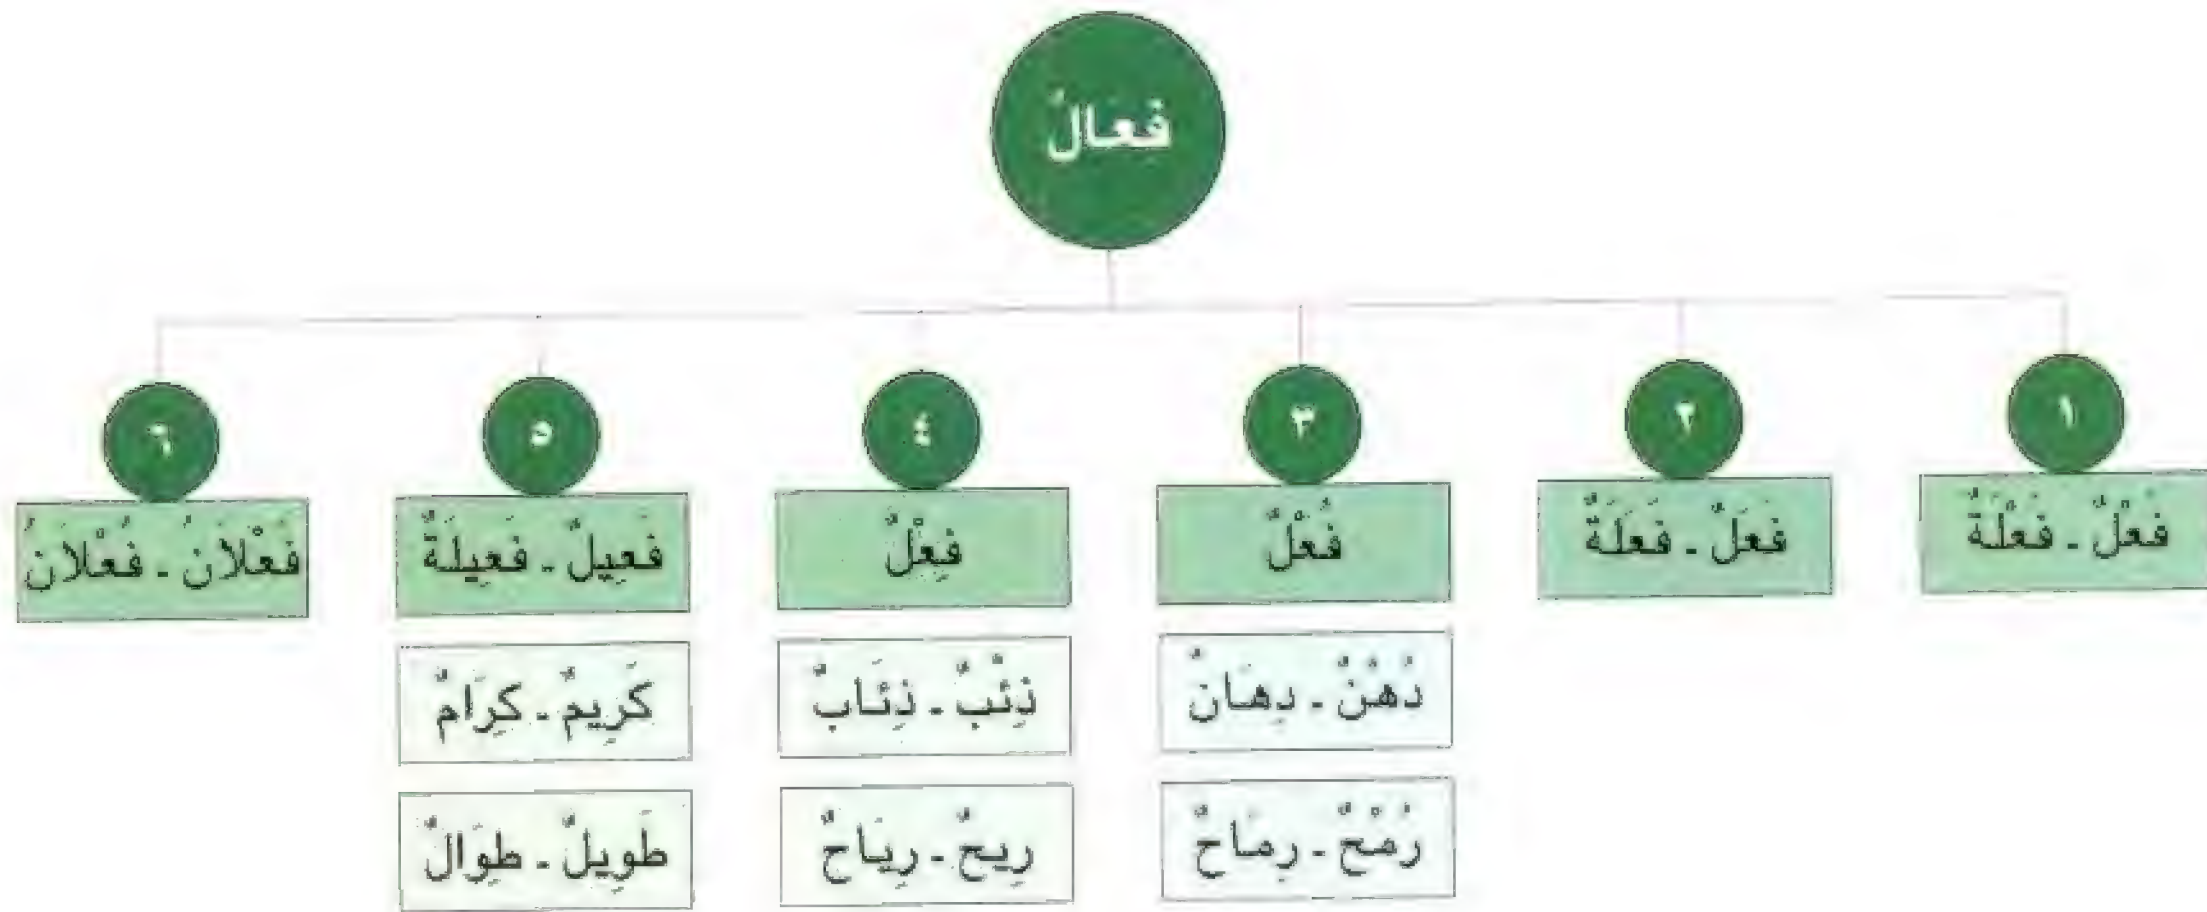 فِعَالٌ
١
٢
٣
٤
٥
٦
فَعْلٌ - فَعْلَةٌ
فَعَلٌ - فَعَلَةٌ
فُعْلٌ
فِعْلٌ
فَعِيلٌ - فَعِيلَةٌ
فَعْلَانُ - فُعْلَانُ
دُهْنٌ - دِهَانٌ
ذِئْبٌ - ذِئَابٌ
كَرِيمٌ - كِرَامٌ
رُمْحٌ - رِمَاحٌ
رِيحٌ - رِيَاحٌ
طَوِيلٌ - طِوَالٌ